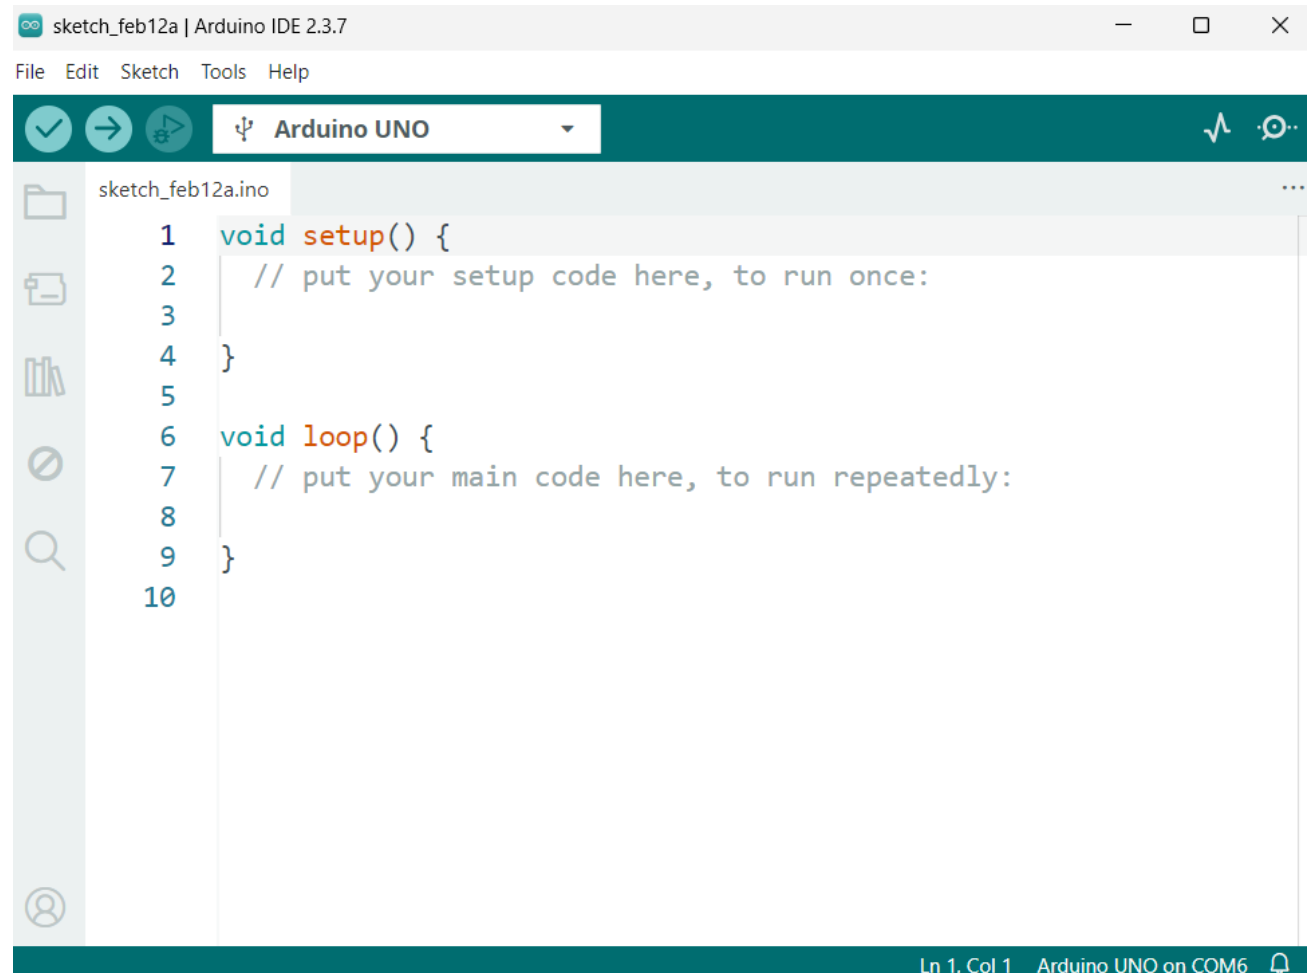 sketch_feb12a | Arduino IDE 2.3.7
File Edit Sketch Tools Help
Arduino UNO
sketch_feb12a.ino
1 void setup() {
2   // put your setup code here, to run once:
3
4 }
5
6 void loop() {
7   // put your main code here, to run repeatedly:
8
9 }
10
Ln 1, Col 1 Arduino UNO on COM6